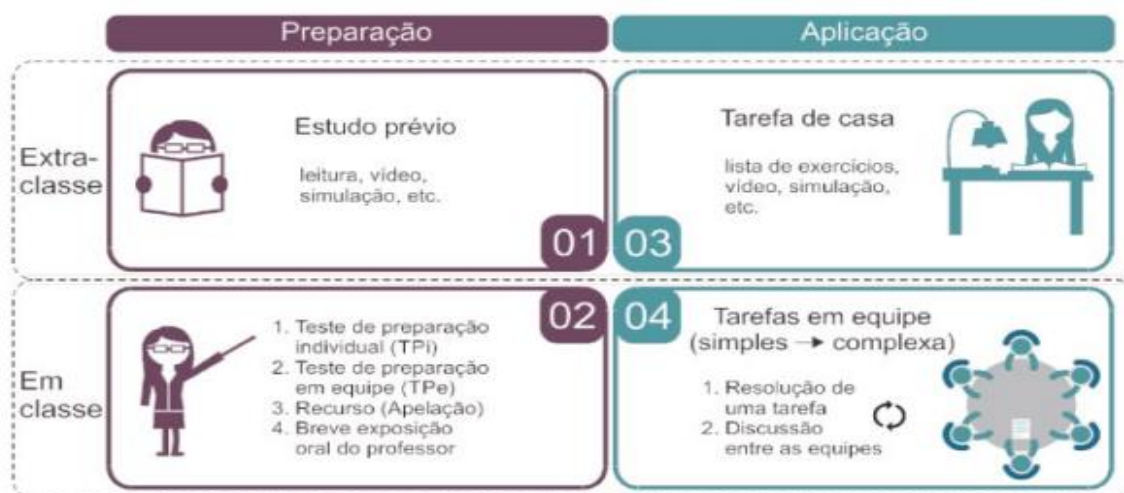 Preparação
Aplicação
Extra-
classe
Estudo prévio
leitura, vídeo,
simulação, etc.
01
Tarefa de casa
lista de exercícios,
vídeo, simulação,
etc.
03
Em
classe
02
1. Teste de preparação
individual (TPi)
2. Teste de preparação
em equipe (TPe)
3. Recurso (Apelação)
4. Breve exposição
oral do professor
04
Tarefas em equipe
(simples → complexa)
1. Resolução de
uma tarefa
2. Discussão
entre as equipes